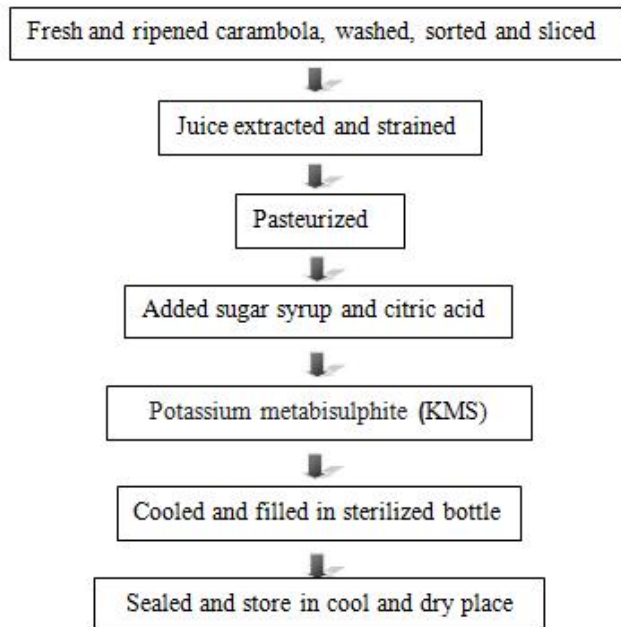 Fresh and ripened carambola, washed, sorted and sliced
Juice extracted and strained
Pasteurized
Added sugar syrup and citric acid
Potassium metabisulphite (KMS)
Cooled and filled in sterilized bottle
Sealed and store in cool and dry place